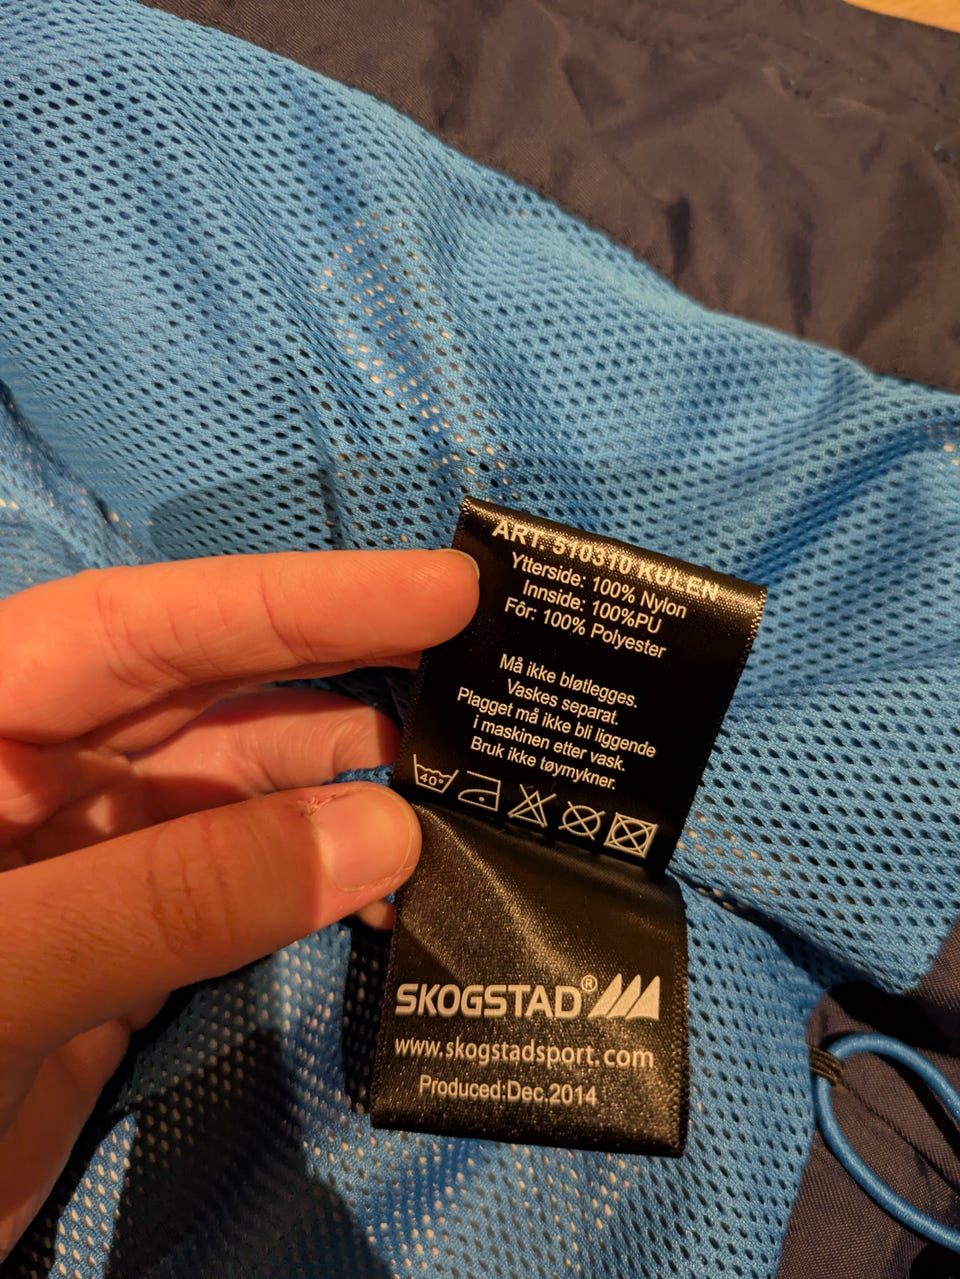 ART: 510310 KULEN
Ytterside: 100% Nylon
Innside: 100%PU
Fôr: 100% Polyester
Må ikke bløtlegges.
Vaskes separat.
Plagget må ikke bli liggende
i maskinen etter vask.
Bruk ikke tøymykner.
40°
SKOGSTAD®
www.skogstadsport.com
Produced:Dec.2014